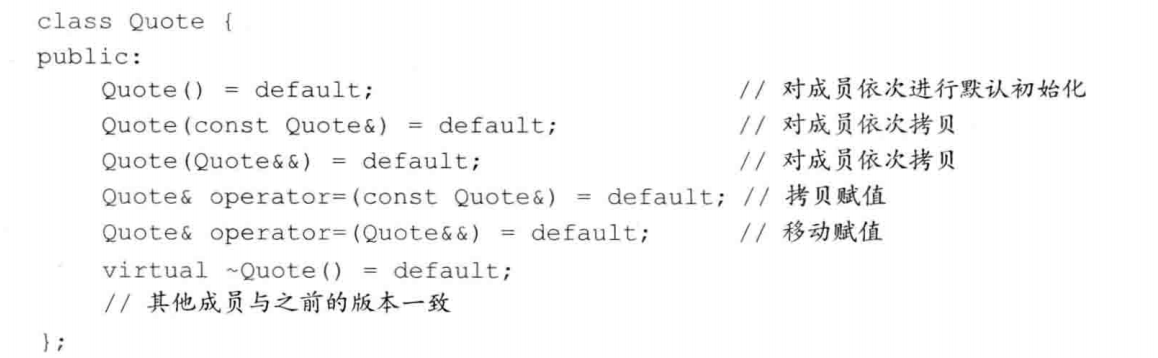 class Quote {
public:
    Quote() = default;                        // 对成员依次进行默认初始化
    Quote(const Quote&) = default;            // 对成员依次拷贝
    Quote(Quote&&) = default;                 // 对成员依次拷贝
    Quote& operator=(const Quote&) = default; // 拷贝赋值
    Quote& operator=(Quote&&) = default;      // 移动赋值
    virtual ~Quote() = default;
    // 其他成员与之前的版本一致
};